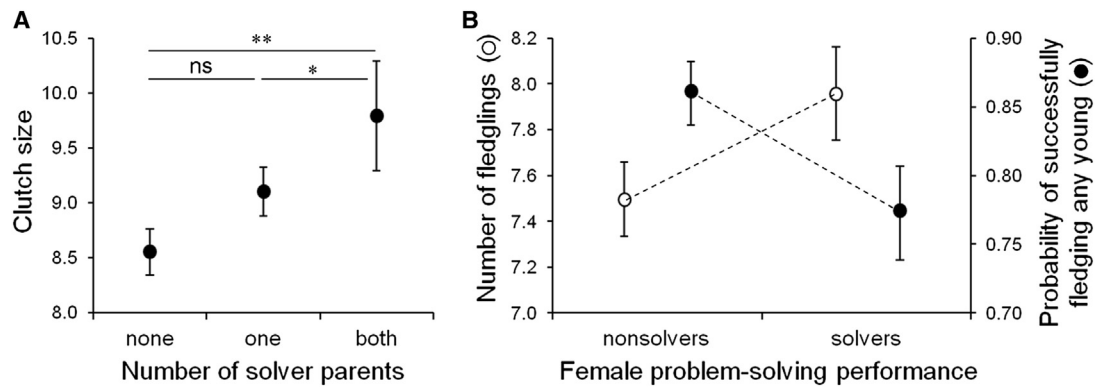 A
Clutch size
10.5
10.0
9.5
9.0
8.5
8.0
**
ns
*
none one both
Number of solver parents
B
Number of fledglings (○)
8.2
8.0
7.8
7.6
7.4
7.2
7.0
nonsolvers solvers
Female problem-solving performance
0.90
0.85
0.80
0.75
0.70
Probability of successfully
fledging any young (●)